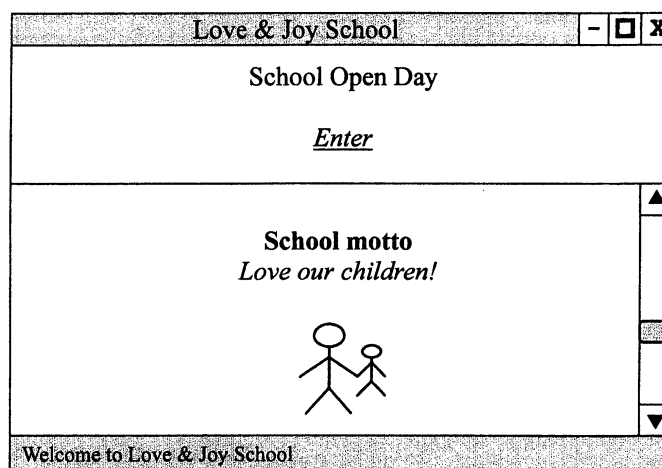 Love & Joy School
School Open Day
Enter
School motto
Love our children!
Welcome to Love & Joy School